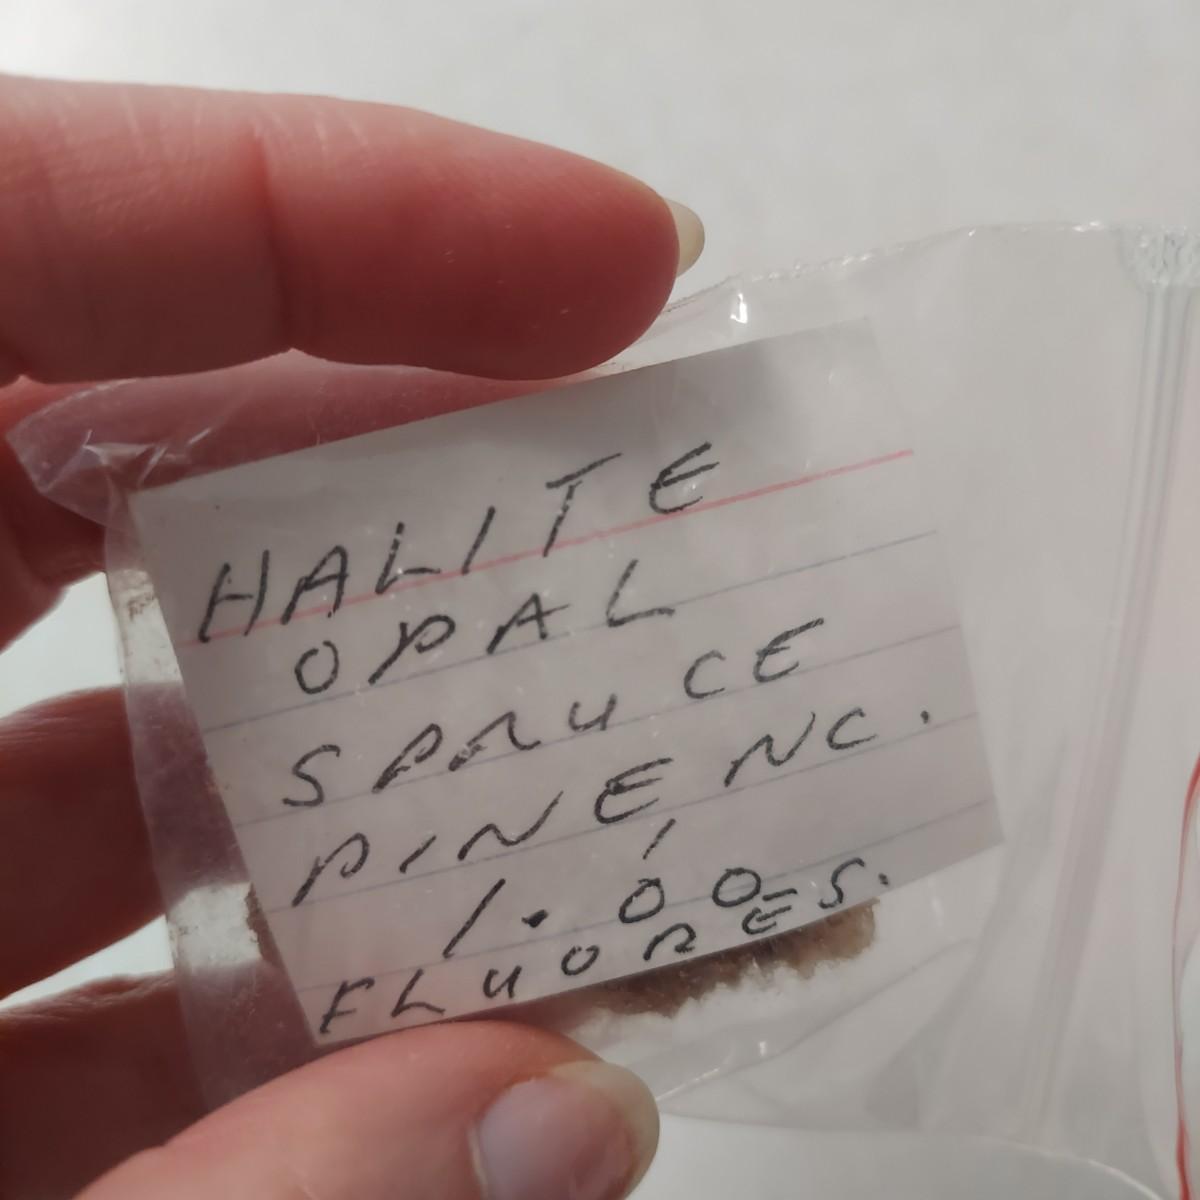 HALITE
OPAL
SPRUCE
PINE NC.
1.00
FLUORES.